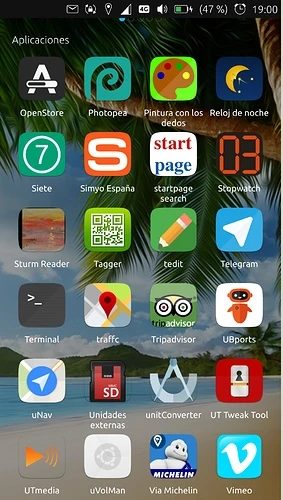 4G (47 %) 19:00
Aplicaciones
OpenStore Photopea Pintura con los dedos Reloj de noche
7 S start page 03
Siete Simyo España startpage search Stopwatch
Sturm Reader Tagger tedit Telegram
>_ tripadvisor
Terminal traffc Tripadvisor UBports
SD
uNav Unidades externas unitConverter UT Tweak Tool
MICHELIN
UTmedia uVolMan Via Michelin Vimeo